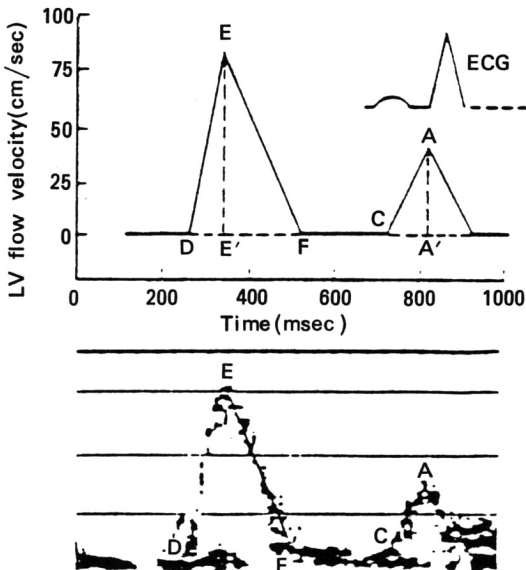 LV flow velocity(cm/sec)
100
75
50
25
0
E
ECG
A
D
E'
F
C
A'
0
200
400
600
800
1000
Time(msec)
E
A
D
C
F